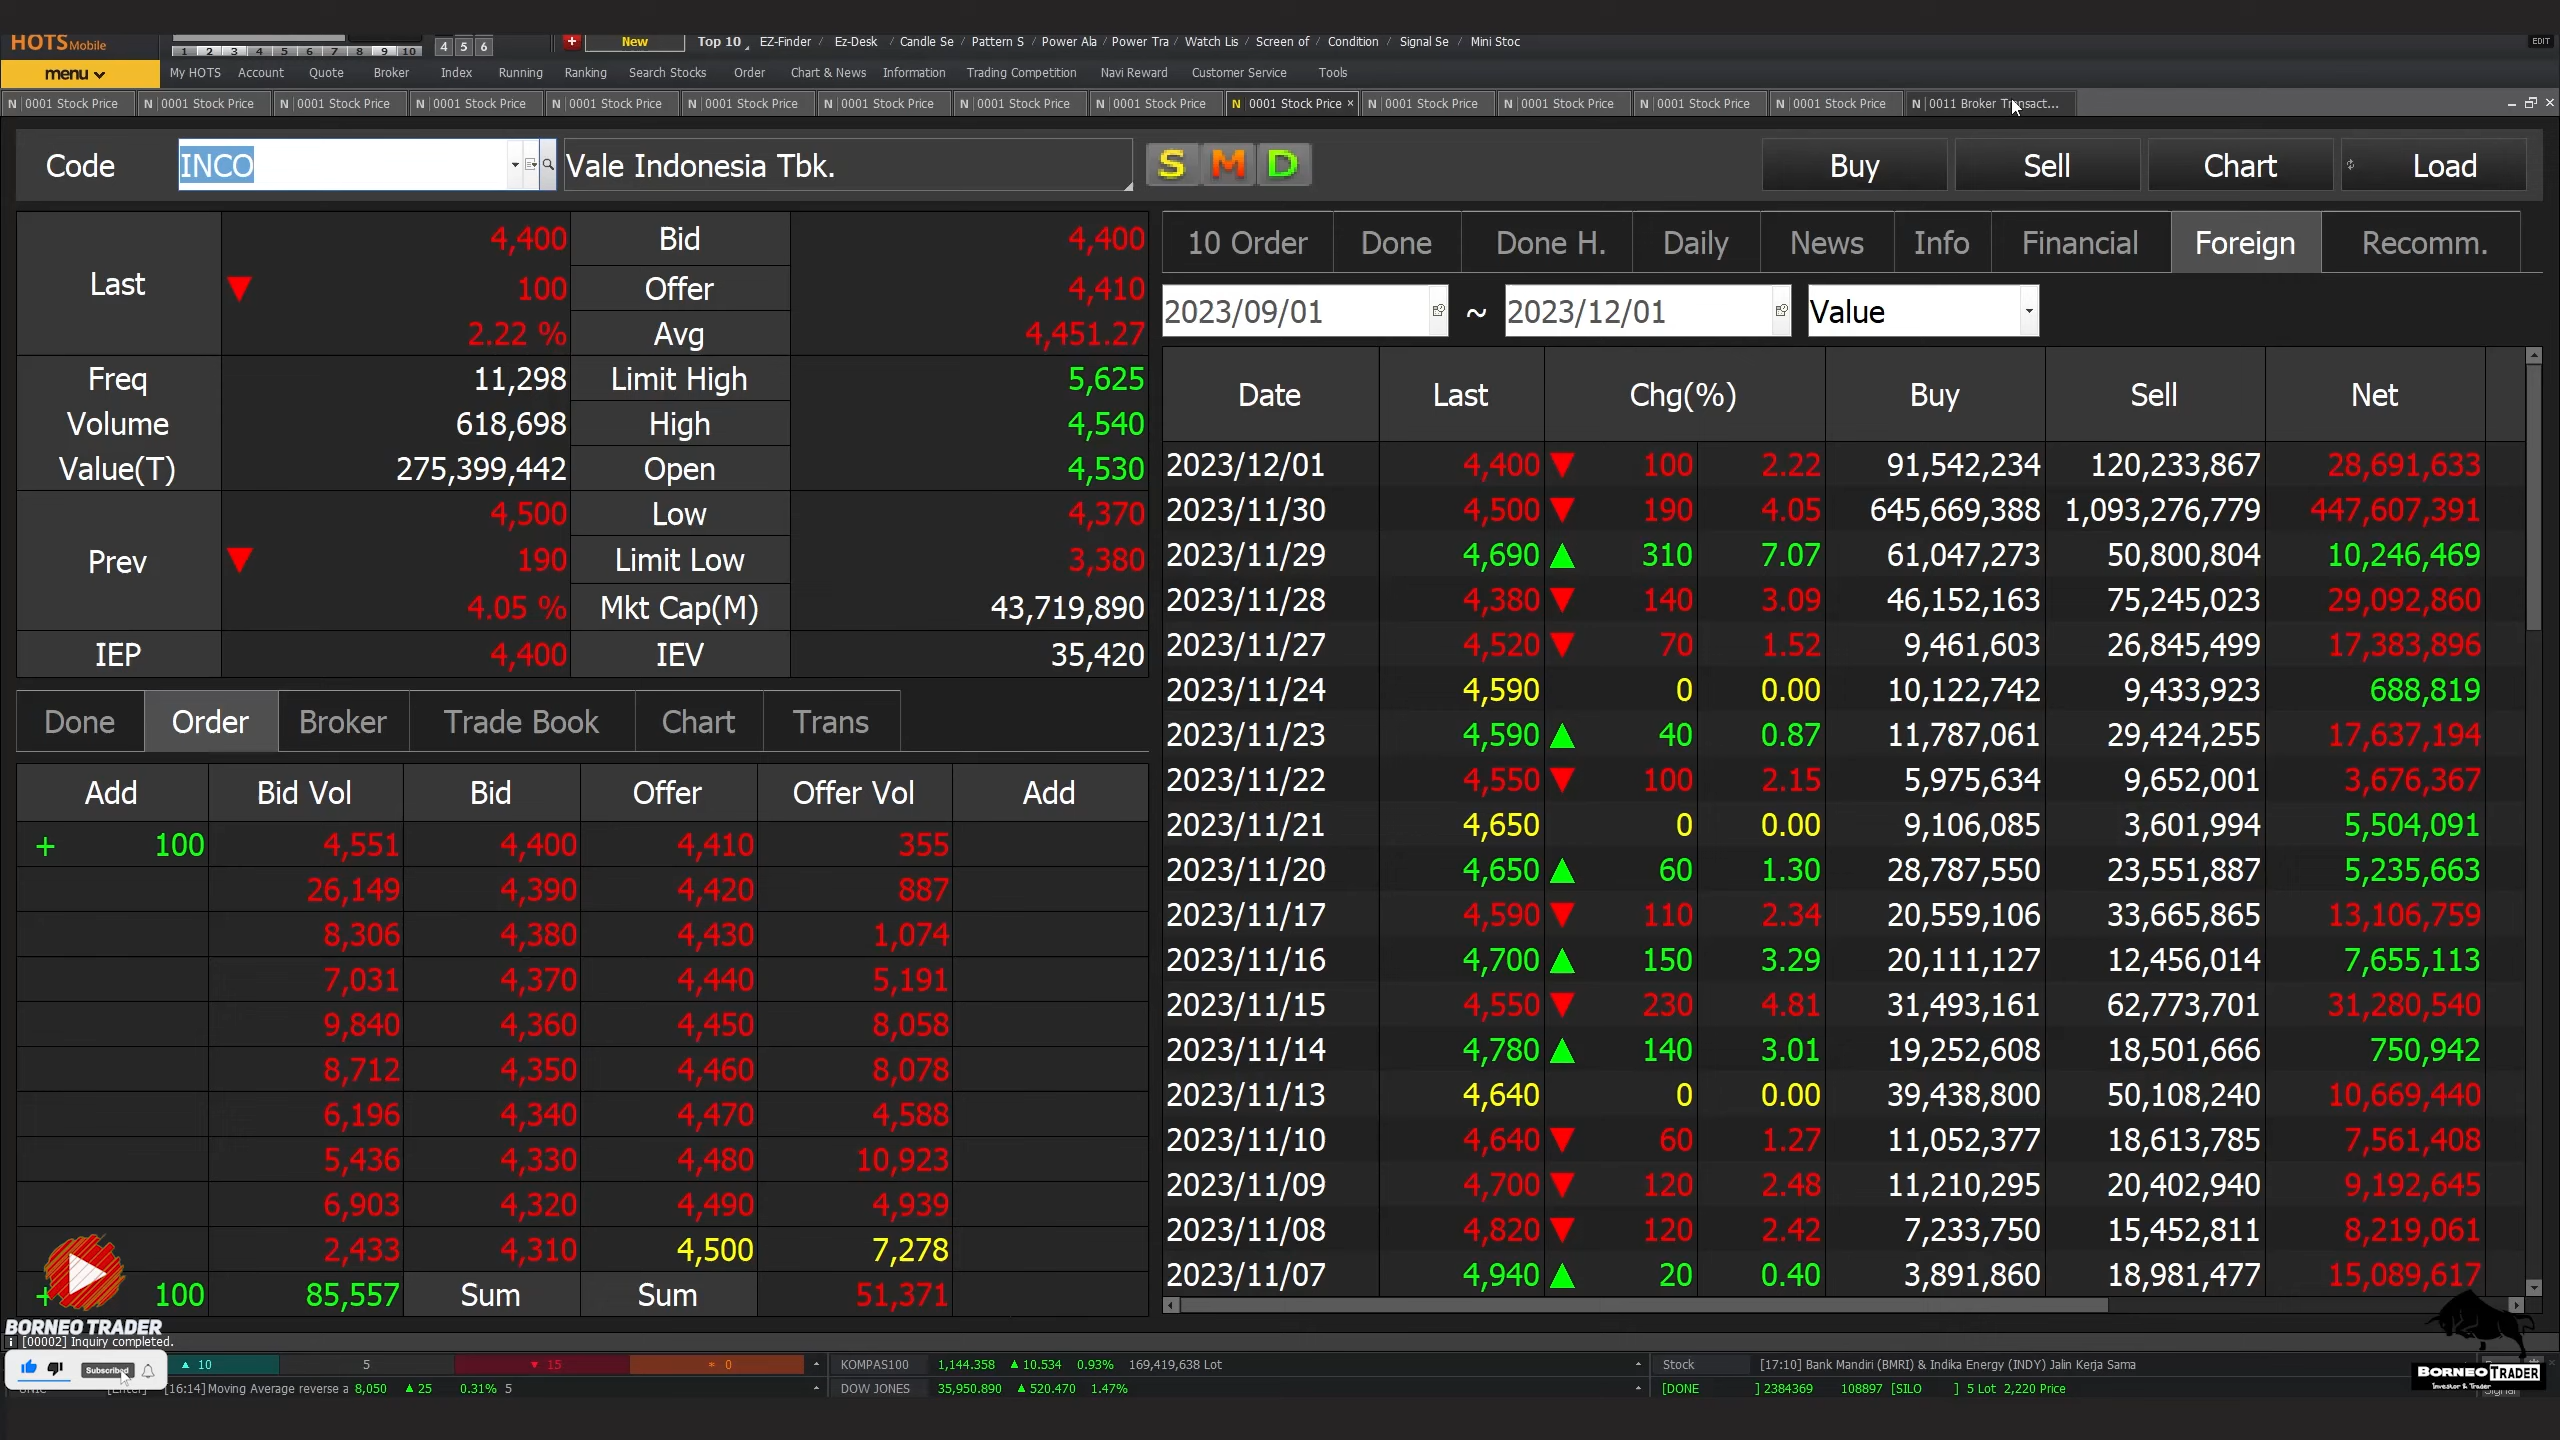 HOTS Mobile
1 2 3 4 5 6 7 8 9 10 4 5 6 New Top 10 EZ-Finder / Ez-Desk / Candle Se / Pattern S / Power Ala / Power Tra / Watch Lis / Screen of / Condition / Signal Se / Mini Stoc EDIT
menu My HOTS Account Quote Broker Index Running Ranking Search Stocks Order Chart & News Information Trading Competition Navi Reward Customer Service Tools
N 0001 Stock Price N 0001 Stock Price N 0001 Stock Price N 0001 Stock Price N 0001 Stock Price N 0001 Stock Price N 0001 Stock Price N 0001 Stock Price N 0001 Stock Price N 0001 Stock Price × N 0001 Stock Price N 0001 Stock Price N 0001 Stock Price N 0001 Stock Price N 0011 Broker Transact...
Code INCO Vale Indonesia Tbk. S M D Buy Sell Chart Load
Last 4,400 Bid 4,400
▼ 100 Offer 4,410
2.22 % Avg 4,451.27
Freq 11,298 Limit High 5,625
Volume 618,698 High 4,540
Value(T) 275,399,442 Open 4,530
Prev 4,500 Low 4,370
▼ 190 Limit Low 3,380
4.05 % Mkt Cap(M) 43,719,890
IEP 4,400 IEV 35,420
Done Order Broker Trade Book Chart Trans
Add Bid Vol Bid Offer Offer Vol Add
+ 100 4,551 4,400 4,410 355
26,149 4,390 4,420 887
8,306 4,380 4,430 1,074
7,031 4,370 4,440 5,191
9,840 4,360 4,450 8,058
8,712 4,350 4,460 8,078
6,196 4,340 4,470 4,588
5,436 4,330 4,480 10,923
6,903 4,320 4,490 4,939
2,433 4,310 4,500 7,278
+ 100 85,557 Sum Sum 51,371
10 Order Done Done H. Daily News Info Financial Foreign Recomm.
2023/09/01 ~ 2023/12/01 Value
Date Last Chg(%) Buy Sell Net
2023/12/01 4,400 ▼ 100 2.22 91,542,234 120,233,867 28,691,633
2023/11/30 4,500 ▼ 190 4.05 645,669,388 1,093,276,779 447,607,391
2023/11/29 4,690 ▲ 310 7.07 61,047,273 50,800,804 10,246,469
2023/11/28 4,380 ▼ 140 3.09 46,152,163 75,245,023 29,092,860
2023/11/27 4,520 ▼ 70 1.52 9,461,603 26,845,499 17,383,896
2023/11/24 4,590 0 0.00 10,122,742 9,433,923 688,819
2023/11/23 4,590 ▲ 40 0.87 11,787,061 29,424,255 17,637,194
2023/11/22 4,550 ▼ 100 2.15 5,975,634 9,652,001 3,676,367
2023/11/21 4,650 0 0.00 9,106,085 3,601,994 5,504,091
2023/11/20 4,650 ▲ 60 1.30 28,787,550 23,551,887 5,235,663
2023/11/17 4,590 ▼ 110 2.34 20,559,106 33,665,865 13,106,759
2023/11/16 4,700 ▲ 150 3.29 20,111,127 12,456,014 7,655,113
2023/11/15 4,550 ▼ 230 4.81 31,493,161 62,773,701 31,280,540
2023/11/14 4,780 ▲ 140 3.01 19,252,608 18,501,666 750,942
2023/11/13 4,640 0 0.00 39,438,800 50,108,240 10,669,440
2023/11/10 4,640 ▼ 60 1.27 11,052,377 18,613,785 7,561,408
2023/11/09 4,700 ▼ 120 2.48 11,210,295 20,402,940 9,192,645
2023/11/08 4,820 ▼ 120 2.42 7,233,750 15,452,811 8,219,061
2023/11/07 4,940 ▲ 20 0.40 3,891,860 18,981,477 15,089,617
BORNEO TRADER
[00002] Inquiry completed.
Subscribed ▲ 10 5 ▼ 15 0 KOMPAS100 1,144.358 ▲ 10.534 0.93% 169,419,638 Lot Stock [17:10] Bank Mandiri (BMRI) & Indika Energy (INDY) Jalin Kerja Sama
[16:14]Moving Average reverse a 8,050 ▲ 25 0.31% 5 DOW JONES 35,950.890 ▲ 520.470 1.47% [DONE ] 2384369 108897 [SILO ] 5 Lot 2,220 Price
BORNEO TRADER
Investor & Trader